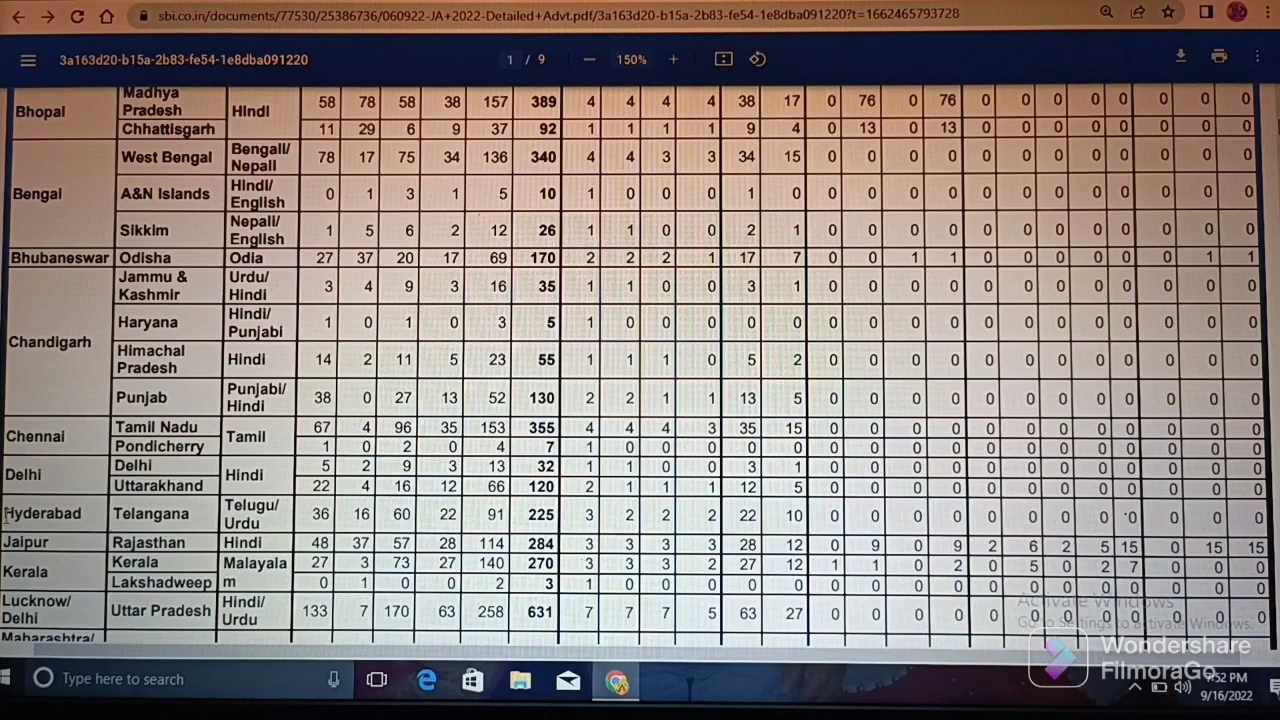 sbi.co.in/documents/77530/25386736/060922-JA+2022-Detailed+Advt.pdf/3a163d20-b15a-2b83-fe54-1e8dba091220?t=1662465793728
3a163d20-b15a-2b83-fe54-1e8dba091220 1 / 9 — 150% +
Bhopal Madhya Pradesh Hindi 58 78 58 38 157 389 4 4 4 4 38 17 0 76 0 76 0 0 0 0 0 0 0 0
Chhattisgarh 11 29 6 9 37 92 1 1 1 1 9 4 0 13 0 13 0 0 0 0 0 0 0 0
Bengal West Bengal Bengali/ Nepali 78 17 75 34 136 340 4 4 3 3 34 15 0 0 0 0 0 0 0 0 0 0 0 0
A&N Islands Hindi/ English 0 1 3 1 5 10 1 0 0 0 1 0 0 0 0 0 0 0 0 0 0 0 0 0
Sikkim Nepali/ English 1 5 6 2 12 26 1 1 0 0 2 1 0 0 0 0 0 0 0 0 0 0 0 0
Bhubaneswar Odisha Odia 27 37 20 17 69 170 2 2 2 1 17 7 0 0 1 1 0 0 0 0 0 0 1 1
Chandigarh Jammu & Kashmir Urdu/ Hindi 3 4 9 3 16 35 1 1 0 0 3 1 0 0 0 0 0 0 0 0 0 0 0 0
Haryana Hindi/ Punjabi 1 0 1 0 3 5 1 0 0 0 0 0 0 0 0 0 0 0 0 0 0 0 0 0
Himachal Pradesh Hindi 14 2 11 5 23 55 1 1 1 0 5 2 0 0 0 0 0 0 0 0 0 0 0 0
Punjab Punjabi/ Hindi 38 0 27 13 52 130 2 2 1 1 13 5 0 0 0 0 0 0 0 0 0 0 0 0
Chennai Tamil Nadu Tamil 67 4 96 35 153 355 4 4 4 3 35 15 0 0 0 0 0 0 0 0 0 0 0 0
Pondicherry 1 0 2 0 4 7 1 0 0 0 0 0 0 0 0 0 0 0 0 0 0 0 0 0
Delhi Delhi Hindi 5 2 9 3 13 32 1 1 0 0 3 1 0 0 0 0 0 0 0 0 0 0 0 0
Uttarakhand 22 4 16 12 66 120 2 1 1 1 12 5 0 0 0 0 0 0 0 0 0 0 0 0
Hyderabad Telangana Telugu/ Urdu 36 16 60 22 91 225 3 2 2 2 22 10 0 0 0 0 0 0 0 0 0 0 0 0
Jaipur Rajasthan Hindi 48 37 57 28 114 284 3 3 3 3 28 12 0 9 0 9 2 6 2 5 15 0 15 15
Kerala Kerala Malayala m 27 3 73 27 140 270 3 3 3 2 27 12 1 1 0 2 0 5 0 2 7 0 0 0
Lakshadweep 0 1 0 0 2 3 1 0 0 0 0 0 0 0 0 0 0 0 0 0 0 0 0 0
Lucknow/ Delhi Uttar Pradesh Hindi/ Urdu 133 7 170 63 258 631 7 7 7 5 63 27 0 0 0 0 0 0 0 0 0 0 0 0
Maharashtra/
Activate Windows
Go to Settings to activate Windows.
Wondershare
FilmoraGo
Type here to search
7:52 PM
9/16/2022